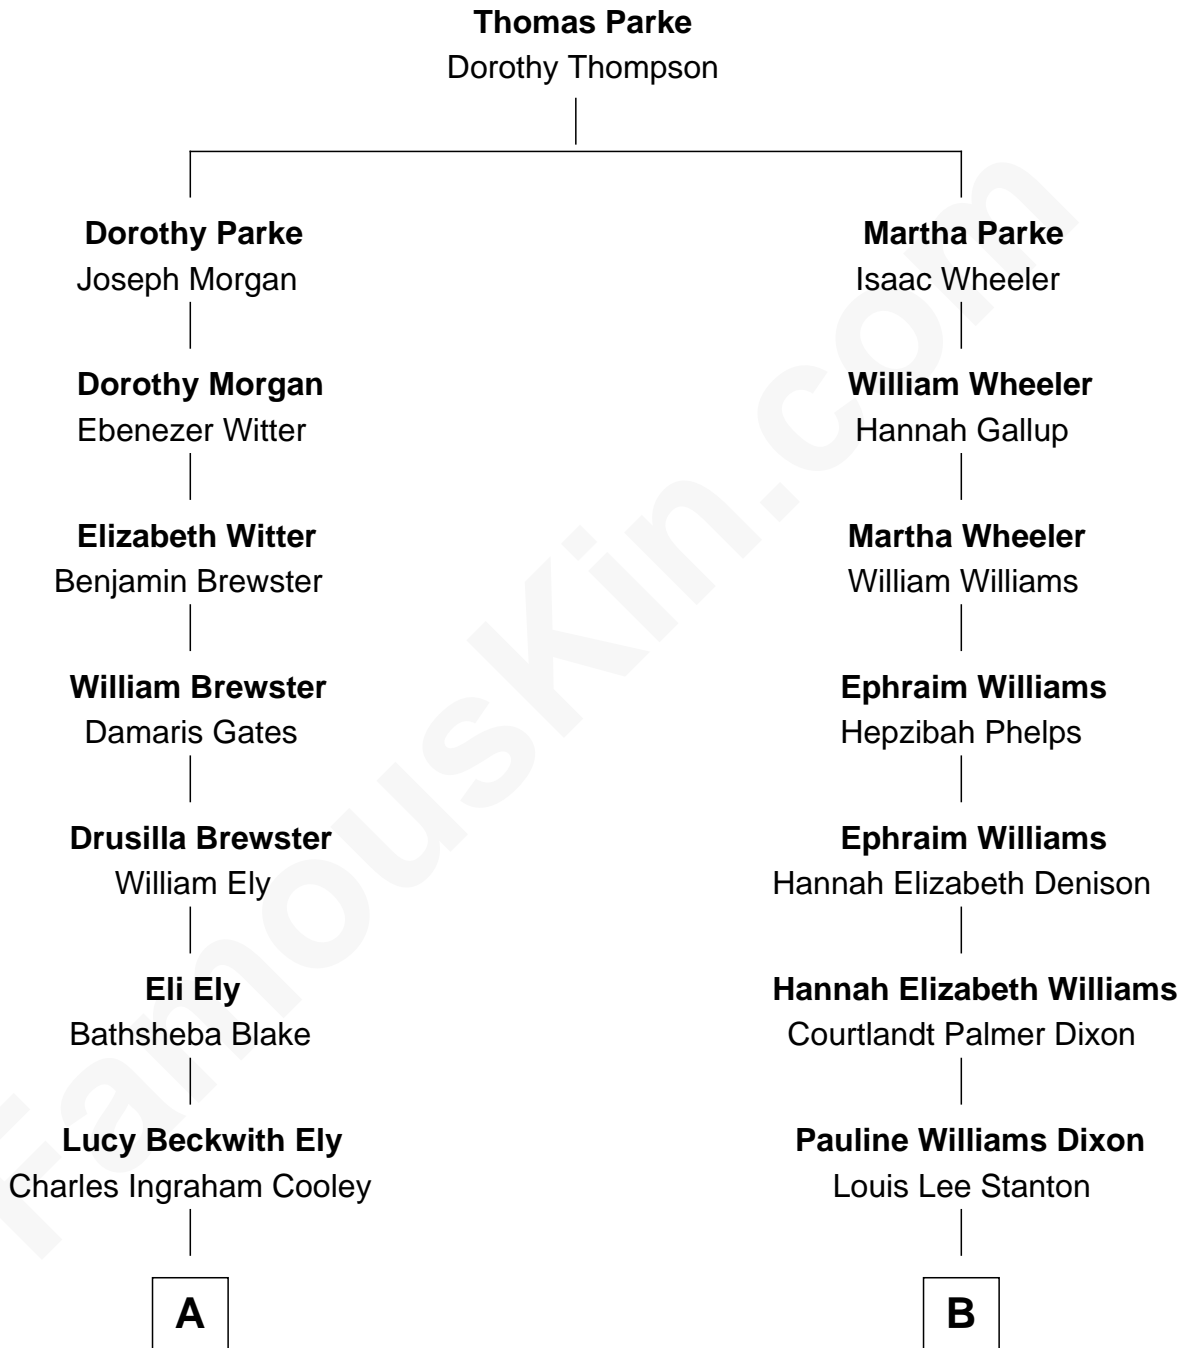 Thomas Parke
Dorothy Thompson
Dorothy Parke
Joseph Morgan
Martha Parke
Isaac Wheeler
Dorothy Morgan
Ebenezer Witter
William Wheeler
Hannah Gallup
Elizabeth Witter
Benjamin Brewster
Martha Wheeler
William Williams
William Brewster
Damaris Gates
Ephraim Williams
Hepzibah Phelps
Drusilla Brewster
William Ely
Ephraim Williams
Hannah Elizabeth Denison
Eli Ely
Bathsheba Blake
Hannah Elizabeth Williams
Courtlandt Palmer Dixon
Lucy Beckwith Ely
Charles Ingraham Cooley
Pauline Williams Dixon
Louis Lee Stanton
A
B
FamousKin.com